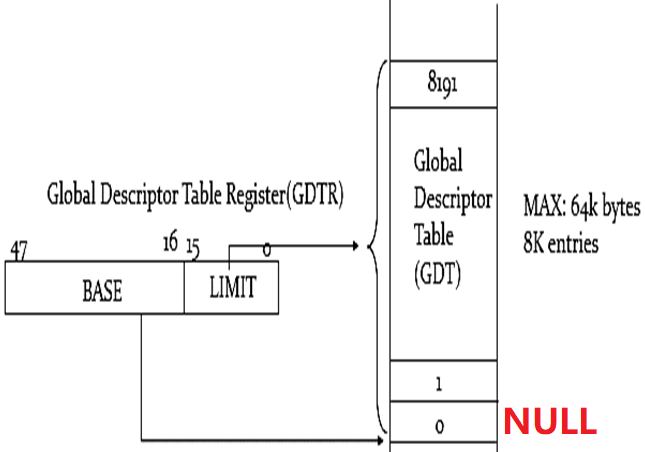 8191
Global
Descriptor
Table
(GDT)
Global Descriptor Table Register(GDTR)
MAX: 64k bytes
8K entries
47
16 15
0
BASE
LIMIT
1
0
NULL